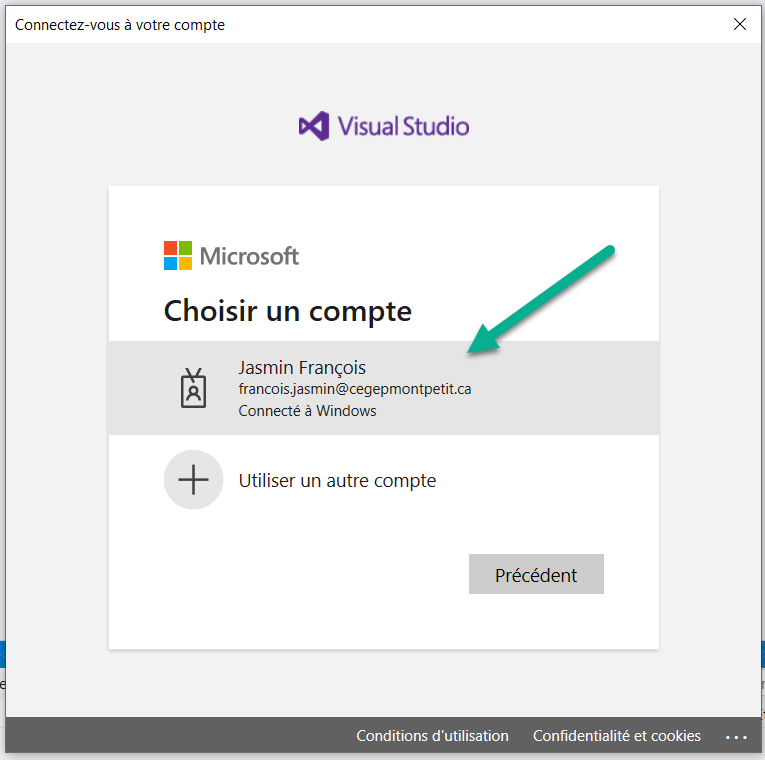 Connectez-vous à votre compte
Visual Studio
Microsoft
Choisir un compte
Jasmin François
francois.jasmin@cegepmontpetit.ca
Connecté à Windows
Utiliser un autre compte
Précédent
Conditions d'utilisation
Confidentialité et cookies